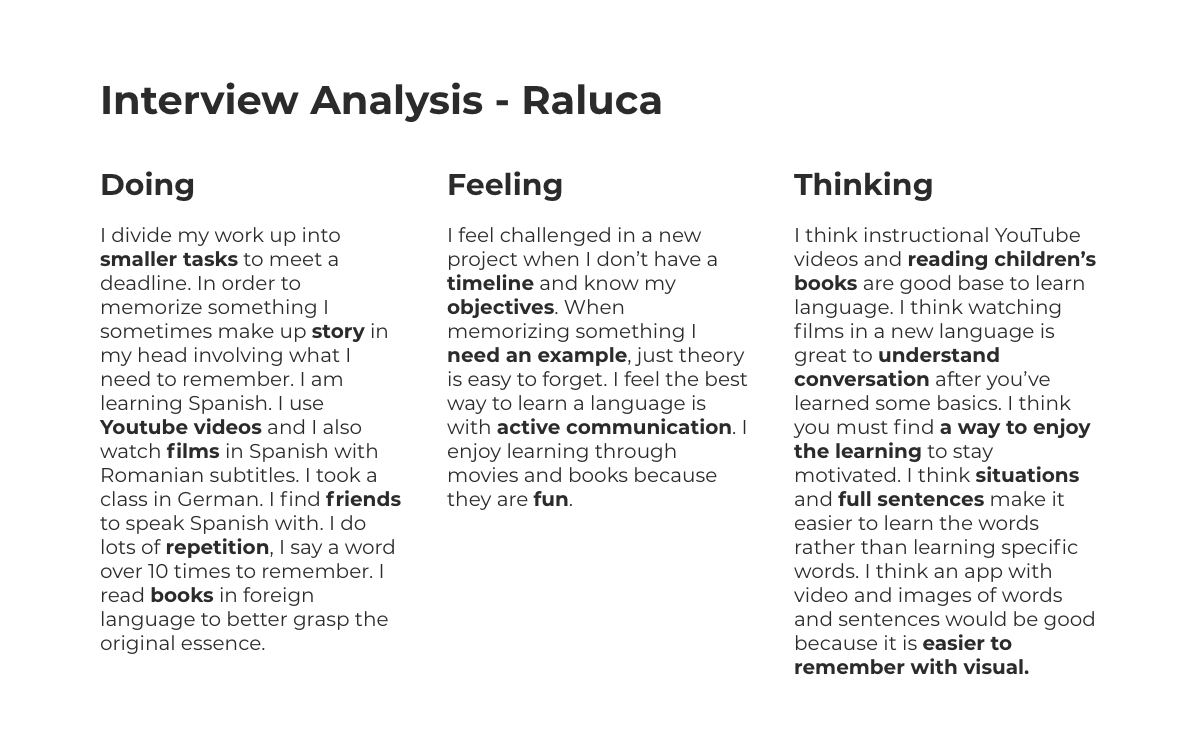 Interview Analysis - Raluca
Doing
I divide my work up into
smaller tasks to meet a
deadline. In order to
memorize something I
sometimes make up story in
my head involving what I
need to remember. I am
learning Spanish. I use
Youtube videos and I also
watch films in Spanish with
Romanian subtitles. I took a
class in German. I find friends
to speak Spanish with. I do
lots of repetition, I say a word
over 10 times to remember. I
read books in foreign
language to better grasp the
original essence.
Feeling
I feel challenged in a new
project when I don’t have a
timeline and know my
objectives. When
memorizing something I
need an example, just theory
is easy to forget. I feel the best
way to learn a language is
with active communication. I
enjoy learning through
movies and books because
they are fun.
Thinking
I think instructional YouTube
videos and reading children’s
books are good base to learn
language. I think watching
films in a new language is
great to understand
conversation after you’ve
learned some basics. I think
you must find a way to enjoy
the learning to stay
motivated. I think situations
and full sentences make it
easier to learn the words
rather than learning specific
words. I think an app with
video and images of words
and sentences would be good
because it is easier to
remember with visual.